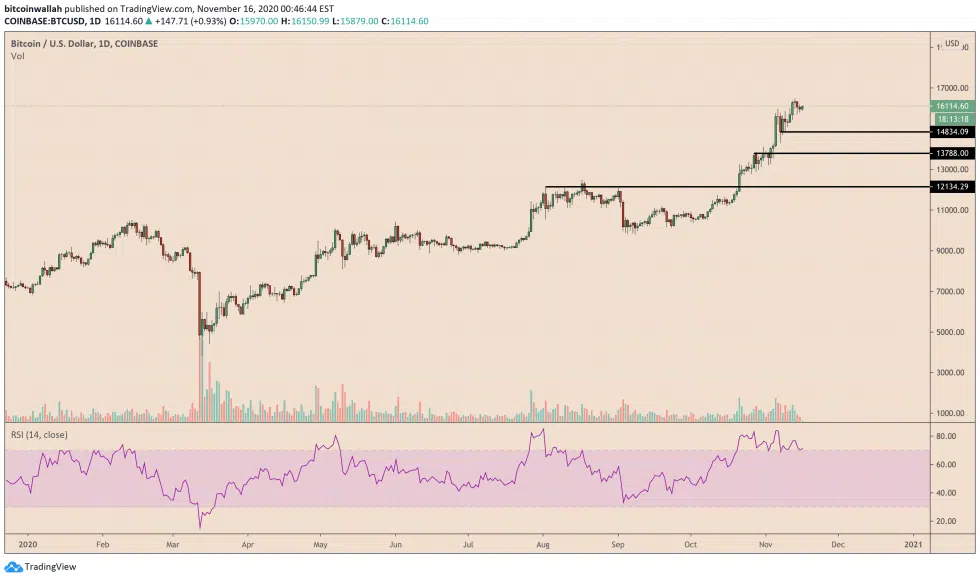 bitcoinwallah published on TradingView.com, November 16, 2020 00:46:44 EST
COINBASE:BTCUSD, 1D 16114.60 ▲ +147.71 (+0.93%) O:15970.00 H:16150.99 L:15879.00 C:16114.60
Bitcoin / U.S. Dollar, 1D, COINBASE
Vol
USD
17000.00
16114.60
18:13:18
14834.09
13788.00
13000.00
12134.29
11000.00
9000.00
7000.00
5000.00
3000.00
1000.00
RSI (14, close)
80.00
60.00
40.00
20.00
2020 Feb Mar Apr May Jun Jul Aug Sep Oct Nov Dec 2021
TradingView